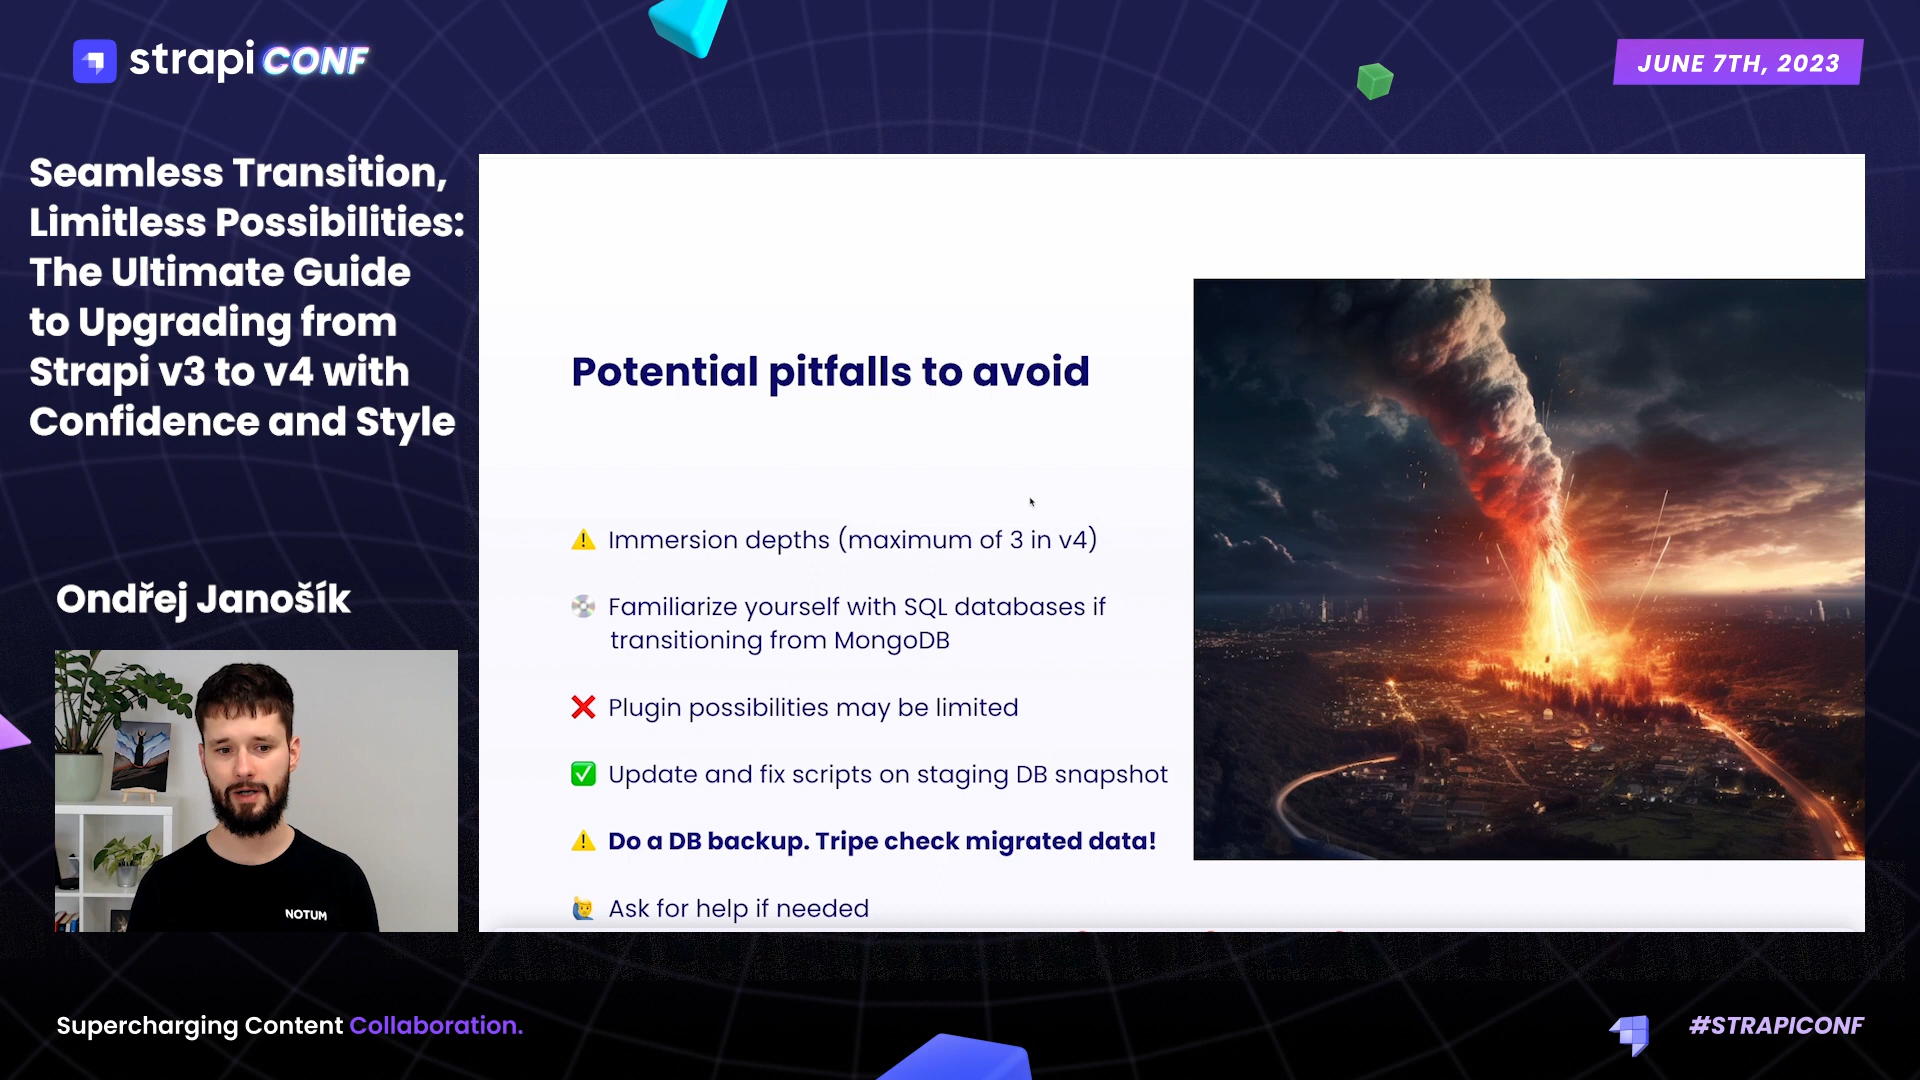 strapi CONF
JUNE 7TH, 2023
Seamless Transition,
Limitless Possibilities:
The Ultimate Guide
to Upgrading from
Strapi v3 to v4 with
Confidence and Style
Ondřej Janošík
NOTUM
Potential pitfalls to avoid
⚠️ Immersion depths (maximum of 3 in v4)
💿 Familiarize yourself with SQL databases if
transitioning from MongoDB
❌ Plugin possibilities may be limited
✅ Update and fix scripts on staging DB snapshot
⚠️ Do a DB backup. Tripe check migrated data!
🙋‍♂️ Ask for help if needed
Supercharging Content Collaboration.
#STRAPICONF